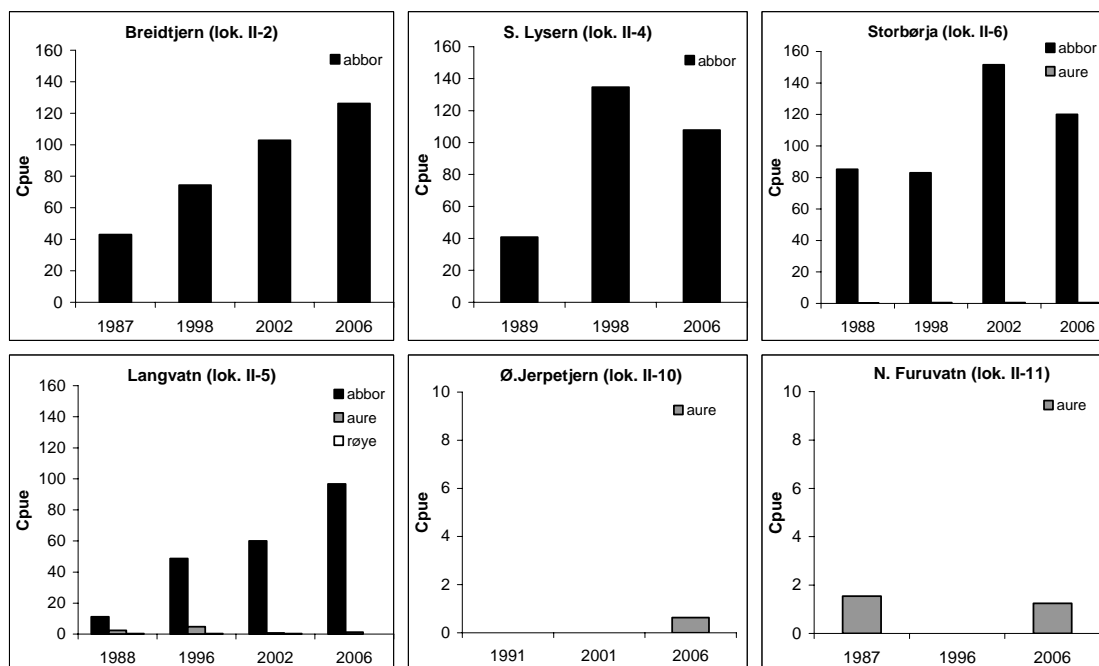 Breidtjern (lok. II-2)
abbor
Cpue
160
140
120
100
80
60
40
20
0
1987 1998 2002 2006
S. Lysern (lok. II-4)
abbor
Cpue
160
140
120
100
80
60
40
20
0
1989 1998 2006
Storbørja (lok. II-6)
abbor
aure
Cpue
160
140
120
100
80
60
40
20
0
1988 1998 2002 2006
Langvatn (lok. II-5)
abbor
aure
røye
Cpue
160
140
120
100
80
60
40
20
0
1988 1996 2002 2006
Ø.Jerpetjern (lok. II-10)
aure
Cpue
10
8
6
4
2
0
1991 2001 2006
N. Furuvatn (lok. II-11)
aure
Cpue
10
8
6
4
2
0
1987 1996 2006